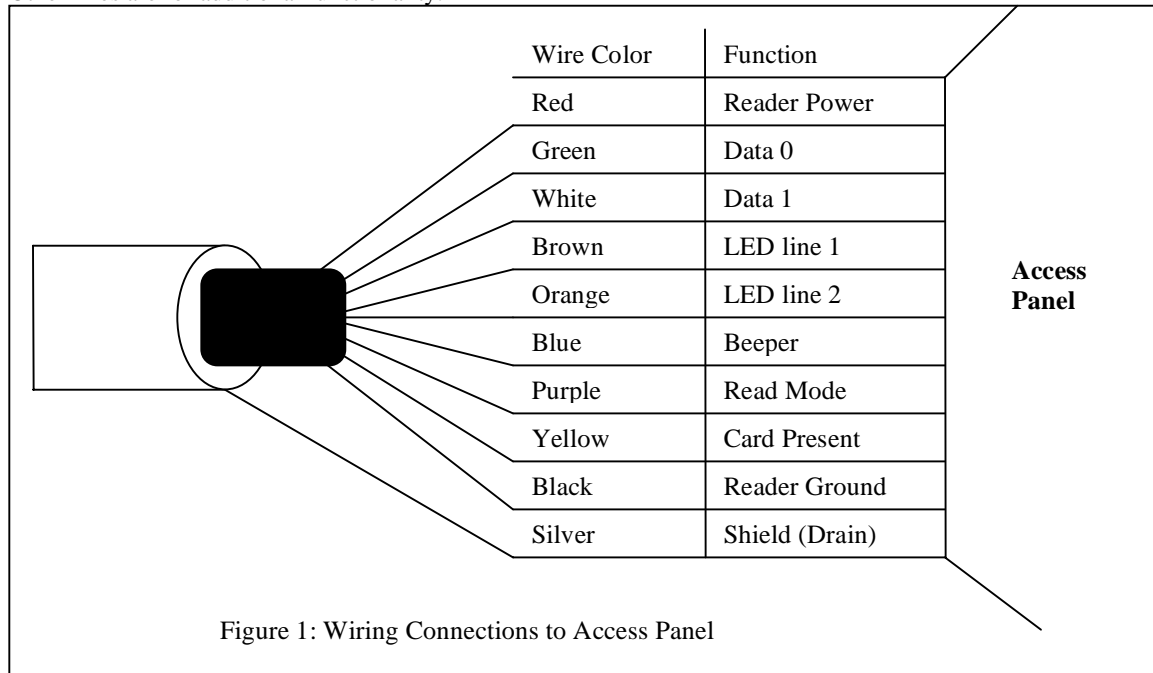 Wire Color Function
Red Reader Power
Green Data 0
White Data 1
Brown LED line 1
Orange LED line 2
Blue Beeper
Purple Read Mode
Yellow Card Present
Black Reader Ground
Silver Shield (Drain)
Access
Panel
Figure 1: Wiring Connections to Access Panel